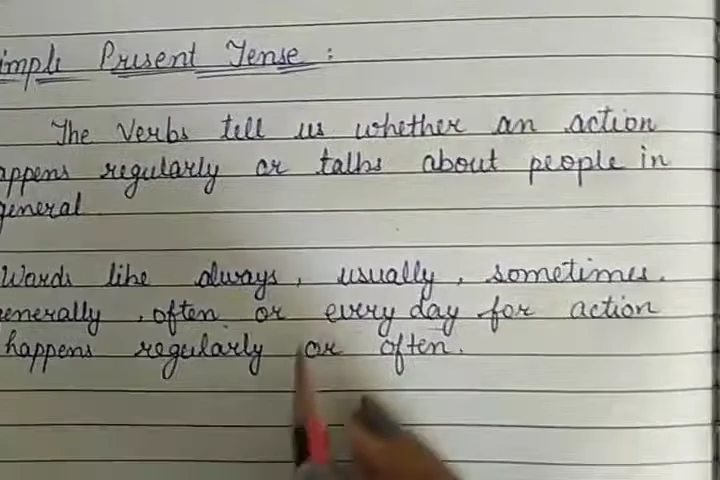 imple Present Tense :
The Verbs tell us whether an action
appens regularly or talks about people in
general
Words like always, usually, sometimes.
enerally, often or every day for action
happens regularly or often.